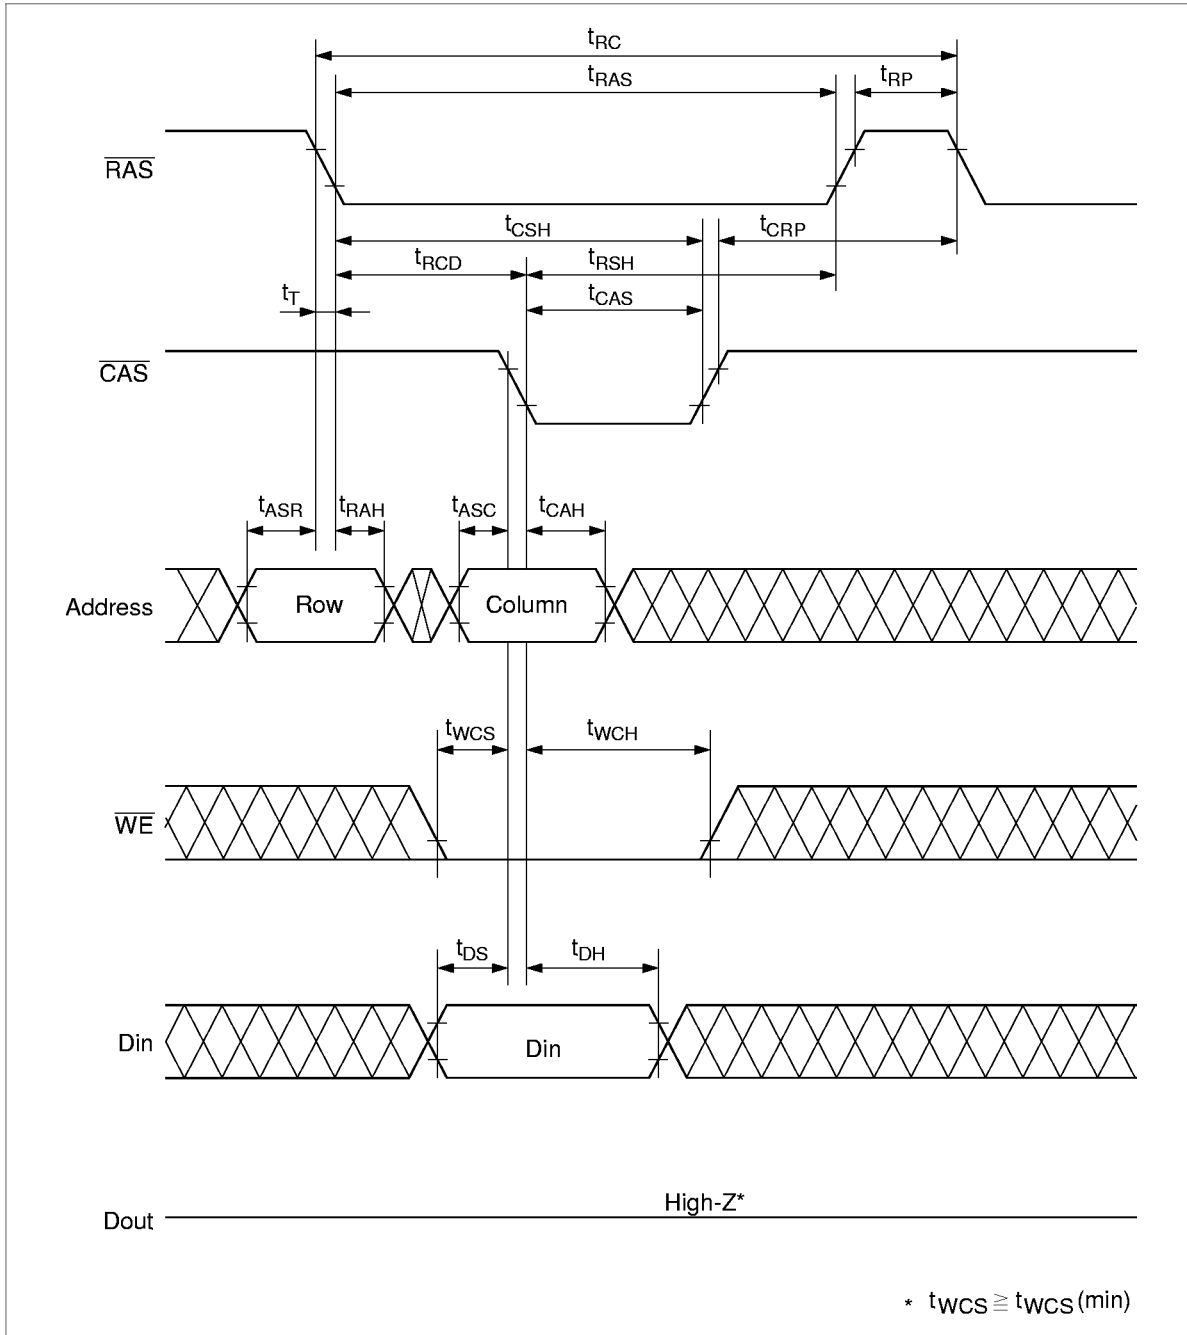 tRC
tRAS
tRP
RAS
tCSH
tCRP
tRCD
tRSH
tT
tCAS
CAS
tASR
tRAH
tASC
tCAH
Address
Row
Column
tWCS
tWCH
WE
tDS
tDH
Din
Din
High-Z*
Dout
* tWCS ≧ tWCS (min)